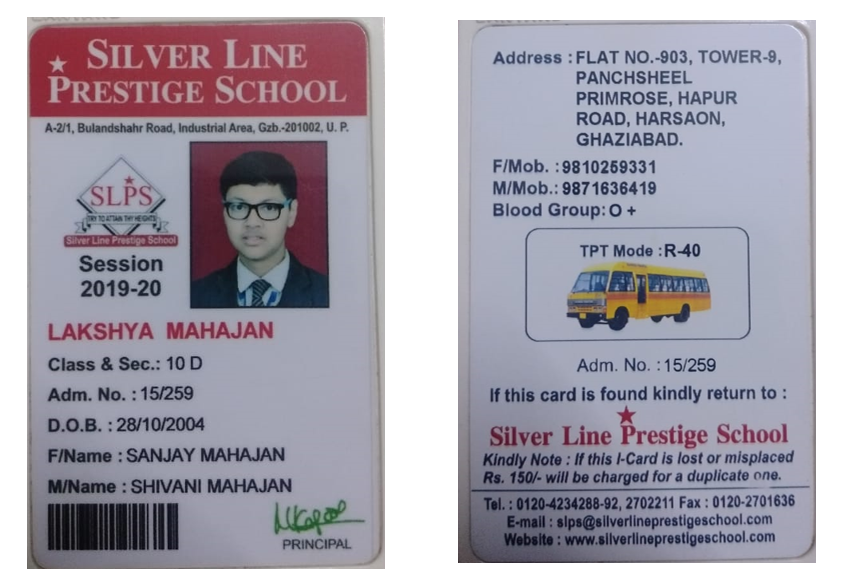 SILVER LINE
PRESTIGE SCHOOL
A-2/1, Bulandshahr Road, Industrial Area, Gzb.-201002, U. P.
SLPS
TRY TO ATTAIN THY HEIGHTS
Silver Line Prestige School
Session
2019-20
LAKSHYA MAHAJAN
Class & Sec.: 10 D
Adm. No. : 15/259
D.O.B. : 28/10/2004
F/Name : SANJAY MAHAJAN
M/Name : SHIVANI MAHAJAN
PRINCIPAL
Address : FLAT NO.-903, TOWER-9,
PANCHSHEEL
PRIMROSE, HAPUR
ROAD, HARSAON,
GHAZIABAD.
F/Mob. : 9810259331
M/Mob.: 9871636419
Blood Group: O +
TPT Mode : R-40
Adm. No. : 15/259
If this card is found kindly return to :
Silver Line Prestige School
Kindly Note : If this I-Card is lost or misplaced
Rs. 150/- will be charged for a duplicate one.
Tel. : 0120-4234288-92, 2702211 Fax : 0120-2701636
E-mail : slps@silverlineprestigeschool.com
Website : www.silverlineprestigeschool.com